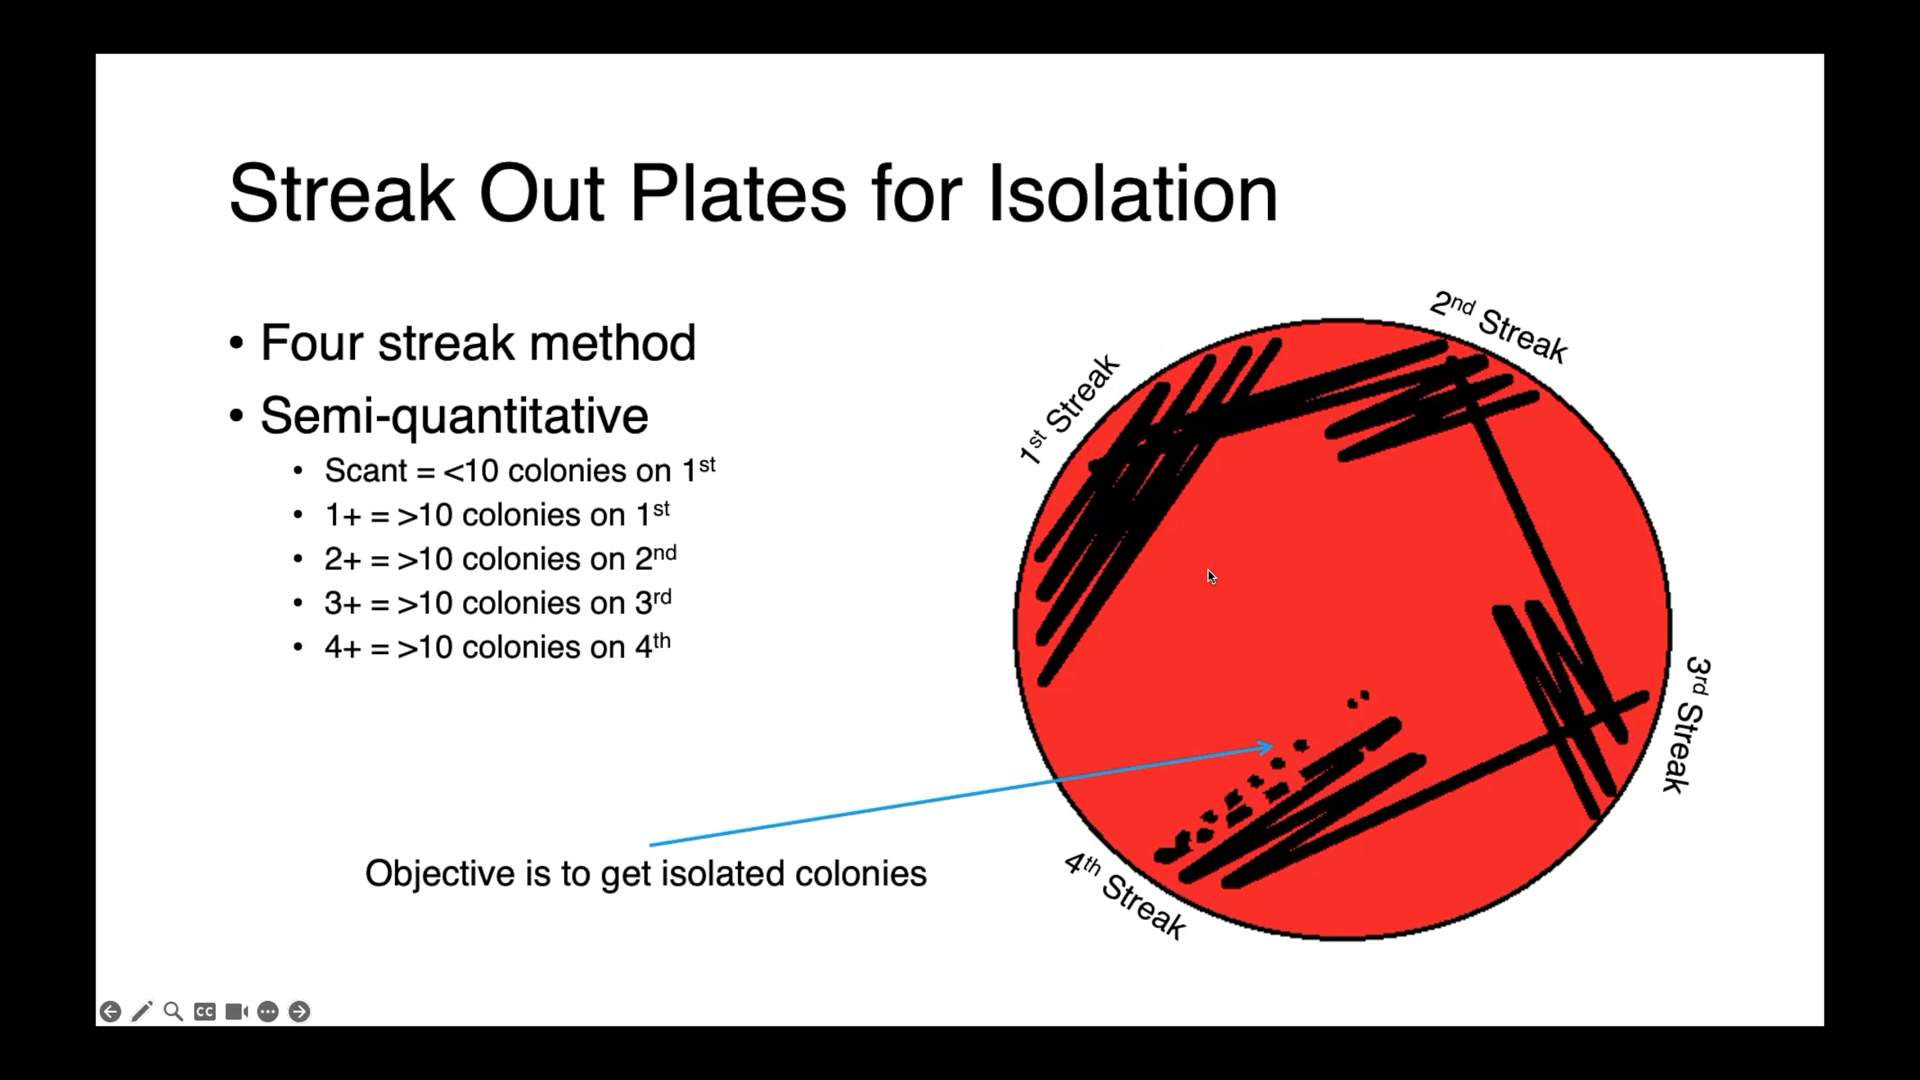 Streak Out Plates for Isolation
• Four streak method
• Semi-quantitative
• Scant = <10 colonies on 1st
• 1+ = >10 colonies on 1st
• 2+ = >10 colonies on 2nd
• 3+ = >10 colonies on 3rd
• 4+ = >10 colonies on 4th
1st Streak
2nd Streak
3rd Streak
4th Streak
Objective is to get isolated colonies
CC